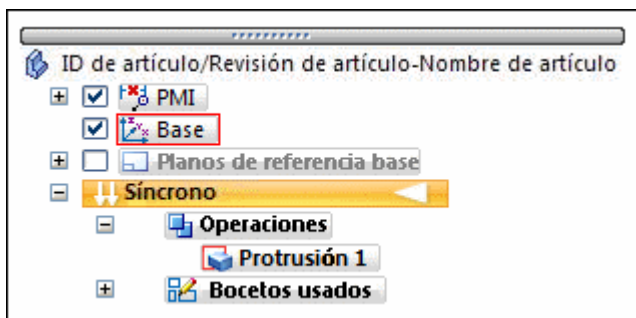 ID de artículo/Revisión de artículo-Nombre de artículo
PMI
Base
Planos de referencia base
Síncrono
Operaciones
Protrusión 1
Bocetos usados